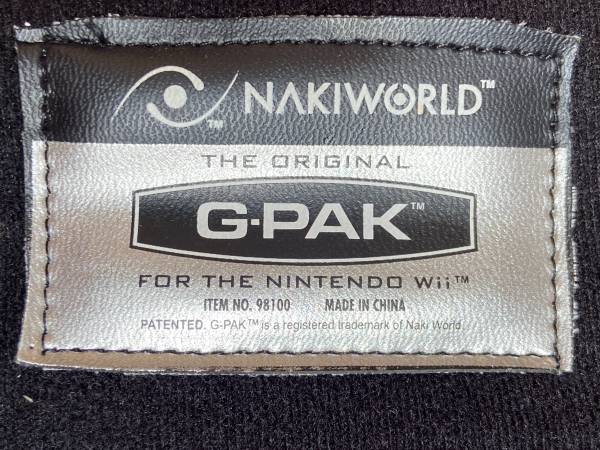 NAKIWORLD™
™
THE ORIGINAL
G-PAK™
FOR THE NINTENDO Wii™
ITEM NO. 98100 MADE IN CHINA
PATENTED. G-PAK™ is a registered trademark of Naki World.